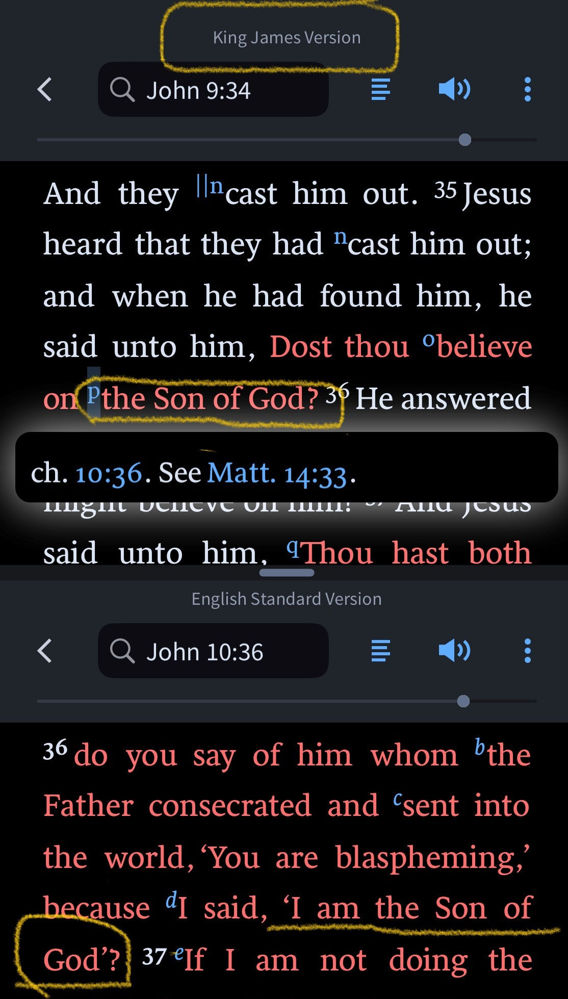 King James Version
John 9:34
And they ||ncast him out. 35 Jesus
heard that they had ncast him out;
and when he had found him, he
said unto him, Dost thou obelieve
on pthe Son of God? 36 He answered
ch. 10:36. See Matt. 14:33.
might believe on him? 37 And Jesus
said unto him, qThou hast both
English Standard Version
John 10:36
36 do you say of him whom bthe
Father consecrated and csent into
the world, ‘You are blaspheming,’
because dI said, ‘I am the Son of
God’? 37 eIf I am not doing the